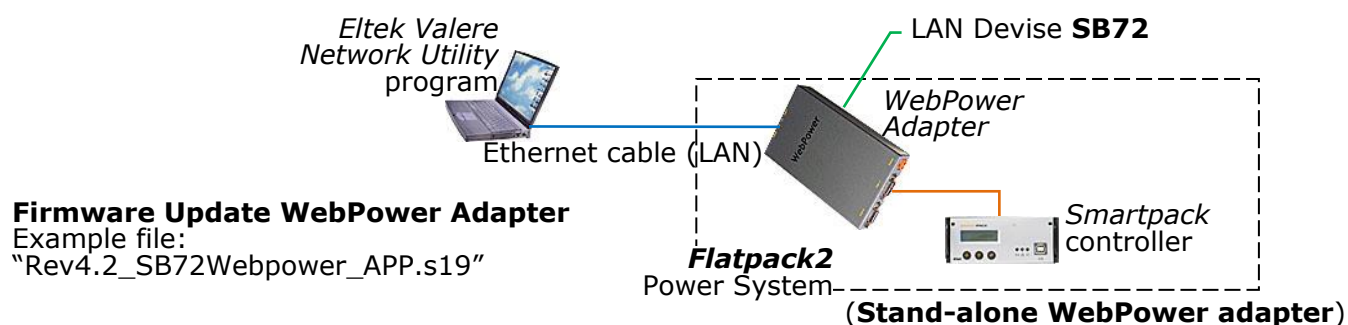 Eltek Valere
Network Utility
program
LAN Devise SB72
WebPower
Adapter
WebPower
Ethernet cable (LAN)
Firmware Update WebPower Adapter
Example file:
“Rev4.2_SB72Webpower_APP.s19”
Smartpack
controller
Flatpack2
Power System
(Stand-alone WebPower adapter)